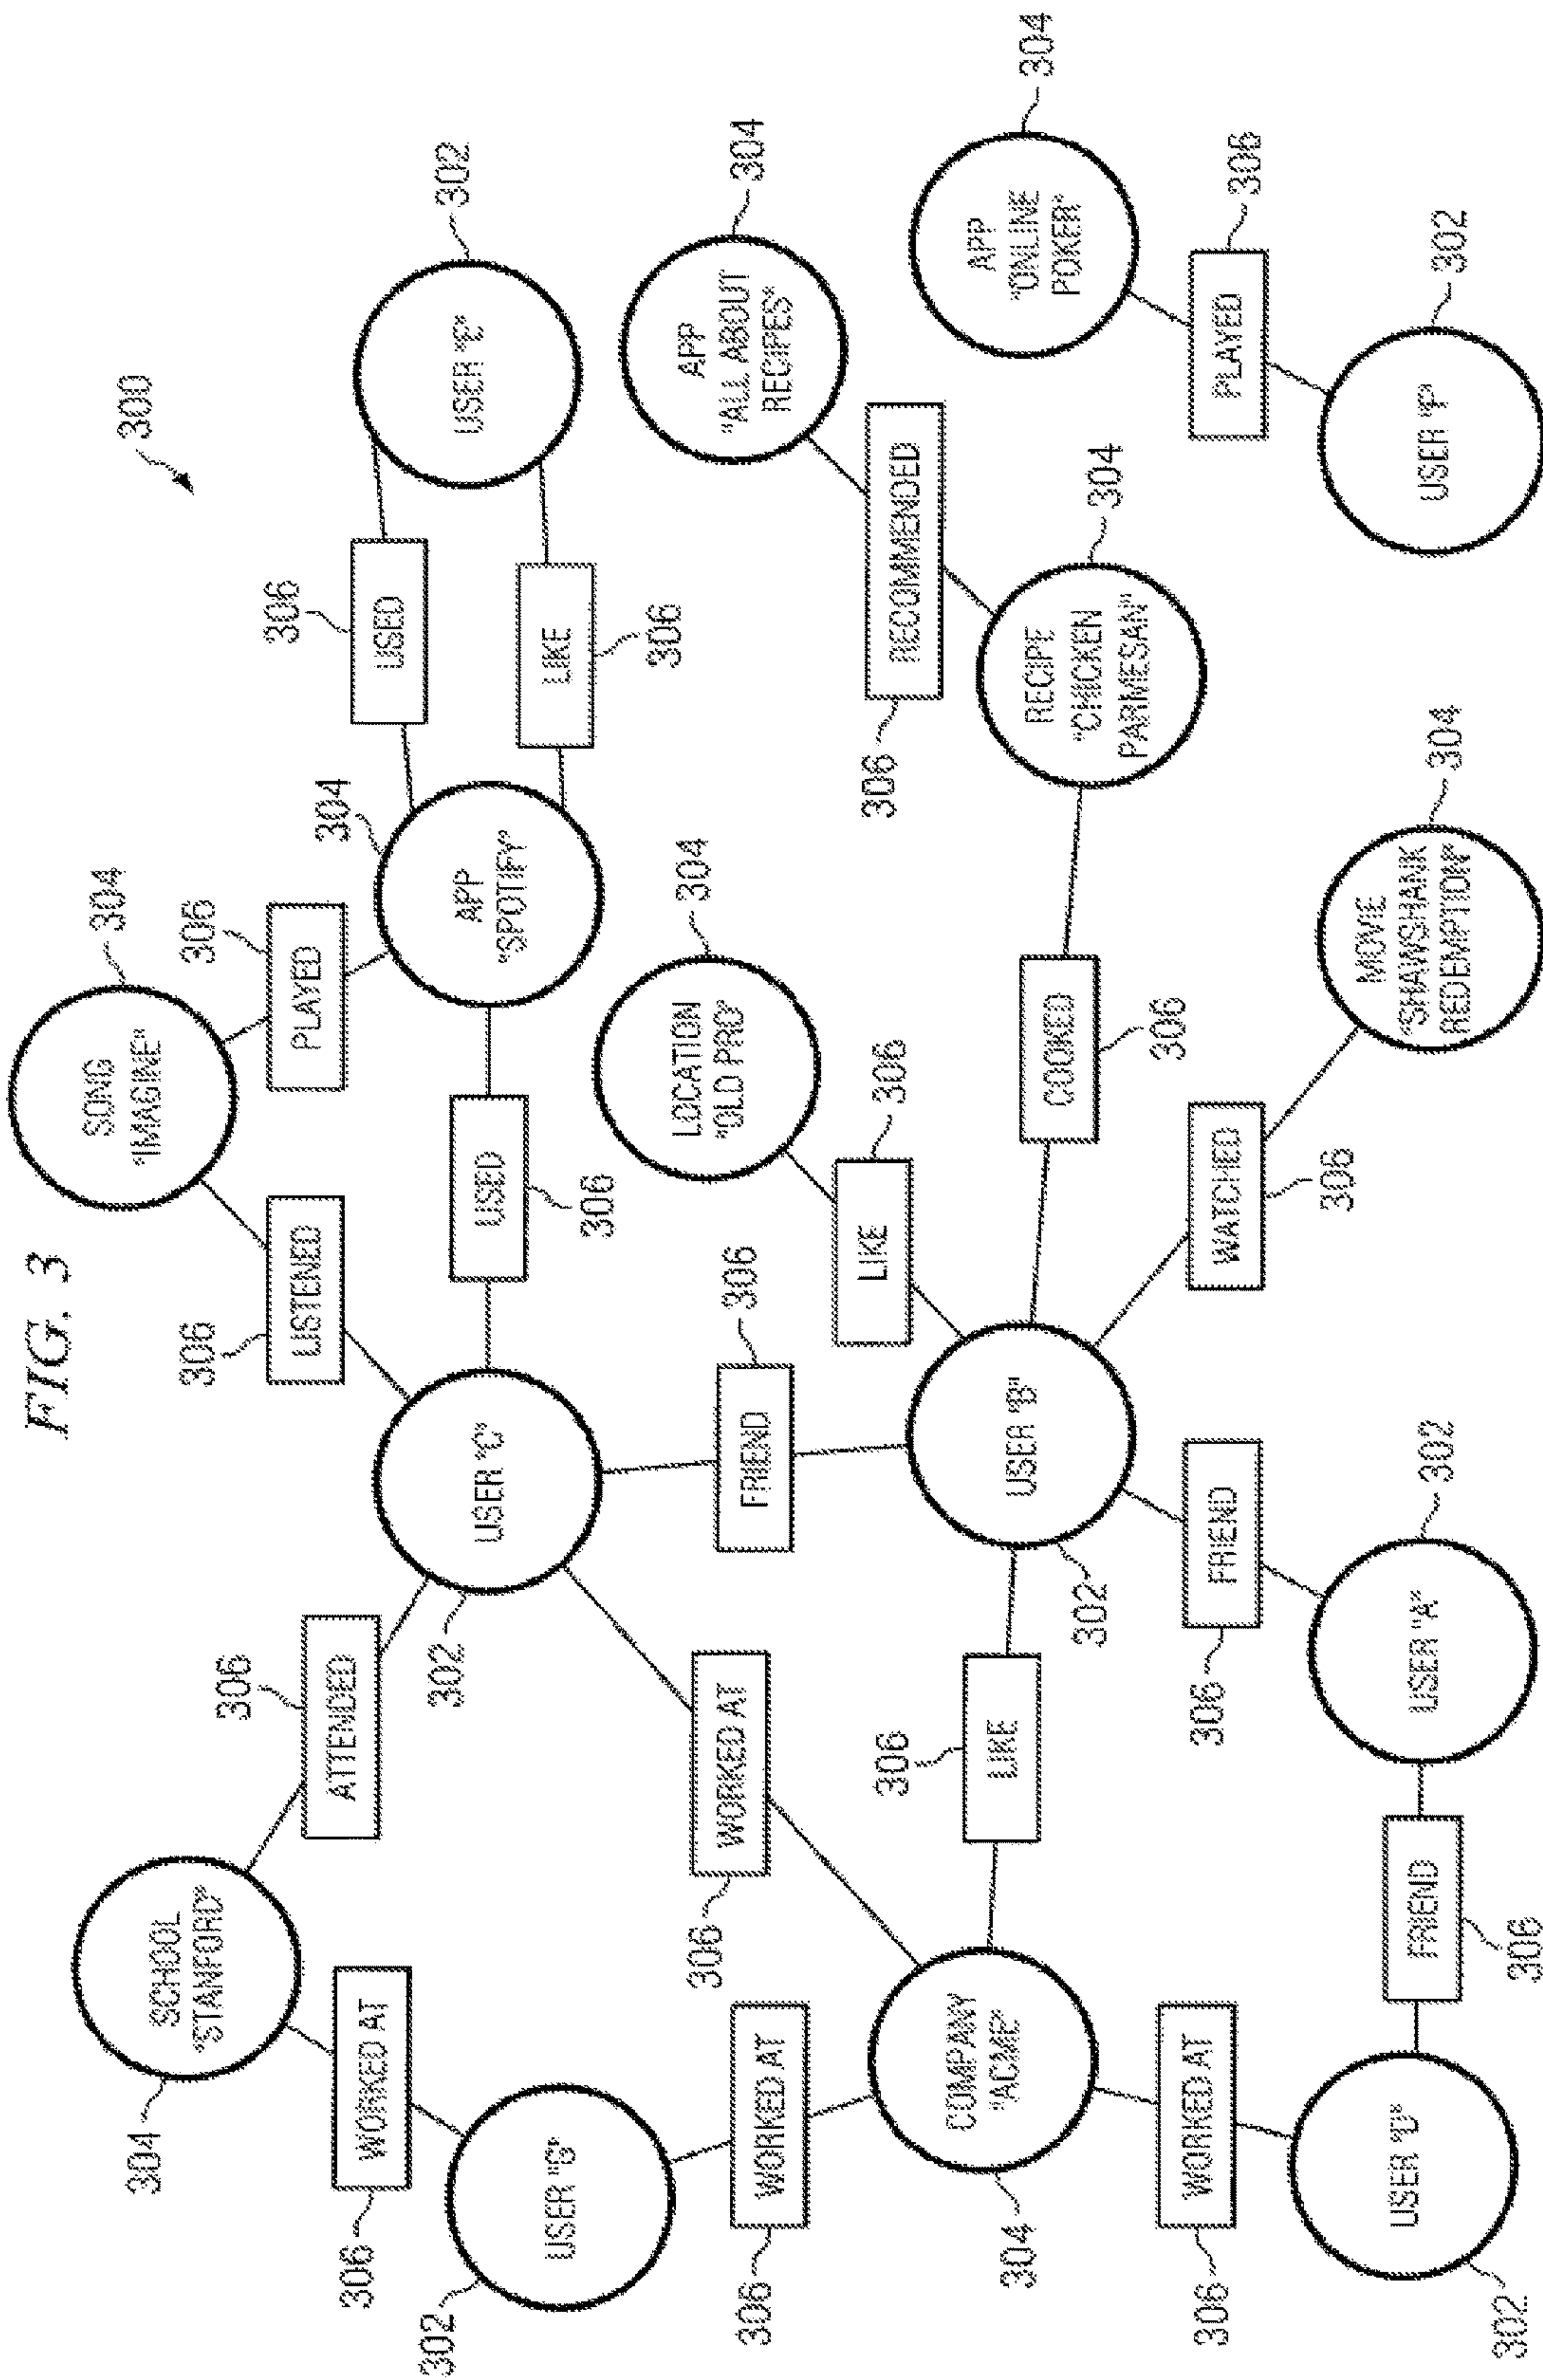 FIG. 3
300
304
SCHOOL
"STANFORD"
SONG
"IMAGINE"
304
306
ATTENDED
306
LISTENED
PLAYED
306
306
WORKED AT
USED
306
304
302
USER "C"
302
USED
306
APP
"SPOTIFY"
USER "E"
302
LIKE
306
302
USER "G"
306
WORKED AT
306
WORKED AT
FRIEND
306
LOCATION
"OLD PRO"
304
APP
"ALL ABOUT
RECIPES"
304
LIKE
306
306
RECOMMENDED
304
COMPANY
"ACME"
306
LIKE
302
USER "B"
COOKED
306
RECIPE
"CHICKEN
PARMESAN"
304
APP
"ONLINE
POKER"
304
306
WORKED AT
306
FRIEND
WATCHED
306
PLAYED
306
302
USER "D"
FRIEND
306
USER "A"
302
MOVIE
"SHAWSHANK
REDEMPTION"
304
USER "F"
302